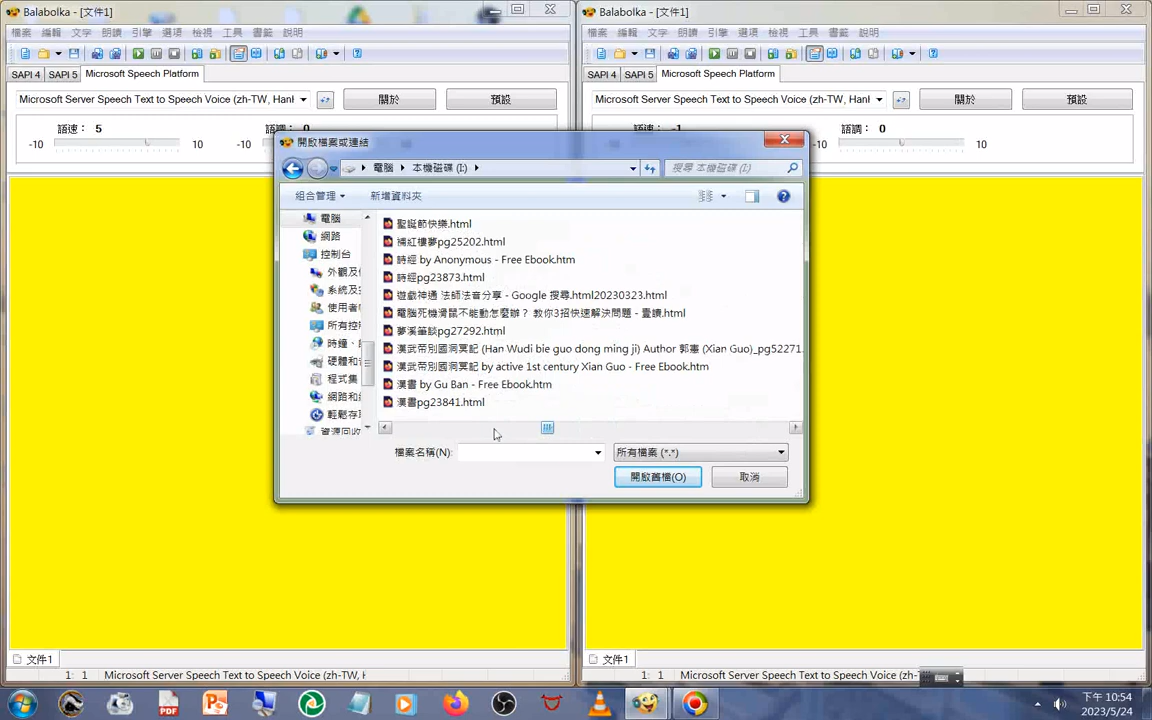 Balabolka - [文件1]
檔案 編輯 文字 朗讀 引擎 選項 檢視 工具 書籤 說明
SAPI 4 SAPI 5 Microsoft Speech Platform
Microsoft Server Speech Text to Speech Voice (zh-TW, Hanl
關於 預設
語速： 5
-10 10 -10
Balabolka - [文件1]
檔案 編輯 文字 朗讀 引擎 選項 檢視 工具 書籤 說明
SAPI 4 SAPI 5 Microsoft Speech Platform
Microsoft Server Speech Text to Speech Voice (zh-TW, Hanl
關於 預設
語調： 0
10
開啟檔案或連結
電腦 本機磁碟 (I:)
搜尋 本機磁碟 (I:)
組合管理 新增資料夾
電腦
網路
控制台
外觀及
系統及
使用者
所有控
時鐘、
硬體和
程式集
網路和
輕鬆存
資源回收
聖誕節快樂.html
補紅樓夢pg25202.html
詩經 by Anonymous - Free Ebook.htm
詩經pg23873.html
遊戲神通 法師法音分享 - Google 搜尋.html20230323.html
電腦死機滑鼠不能動怎麼辦？ 教你3招快速解決問題 - 壹讀.html
夢溪筆談pg27292.html
漢武帝別國洞冥記 (Han Wudi bie guo dong ming ji) Author 郭憲 (Xian Guo)_pg52271.
漢武帝別國洞冥記 by active 1st century Xian Guo - Free Ebook.htm
漢書 by Gu Ban - Free Ebook.htm
漢書pg23841.html
檔案名稱(N):
所有檔案 (*.*)
開啟舊檔(O) 取消
文件1
1: 1 Microsoft Server Speech Text to Speech Voice (zh-TW, H
文件1
1: 1 Microsoft Server Speech Text to Speech Voice (zh-TW,
下午 10:54
2023/5/24